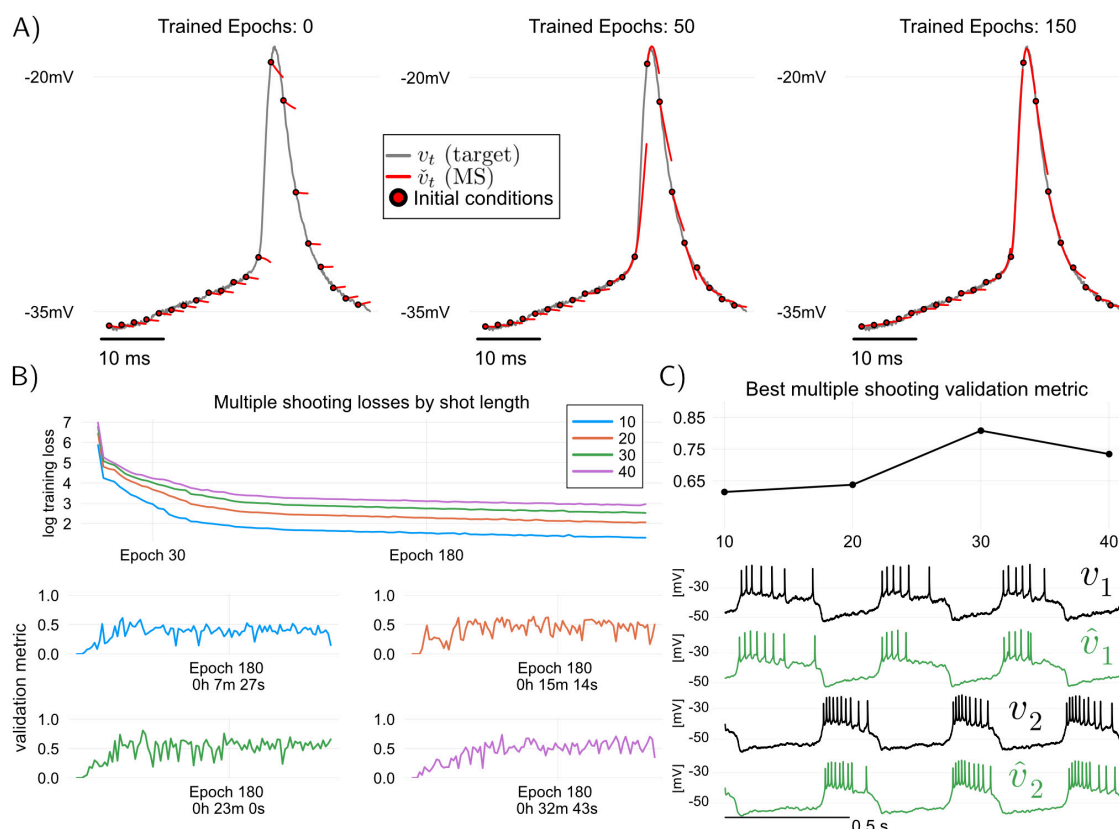 A)
Trained Epochs: 0
Trained Epochs: 50
Trained Epochs: 150
-20mV
-20mV
-20mV
v_t (target)
v̌_t (MS)
Initial conditions
-35mV
-35mV
-35mV
10 ms
10 ms
10 ms
B)
Multiple shooting losses by shot length
log training loss
7
6
5
4
3
2
10
20
30
40
Epoch 30
Epoch 180
validation metric
1.0
0.5
0.0
Epoch 180
0h 7m 27s
1.0
0.5
0.0
Epoch 180
0h 15m 14s
1.0
0.5
0.0
Epoch 180
0h 23m 0s
1.0
0.5
0.0
Epoch 180
0h 32m 43s
C)
Best multiple shooting validation metric
0.85
0.75
0.65
10
20
30
40
[mV]
-30
-50
v_1
[mV]
-30
-50
v̂_1
[mV]
-30
-50
v_2
[mV]
-30
-50
v̂_2
0.5 s